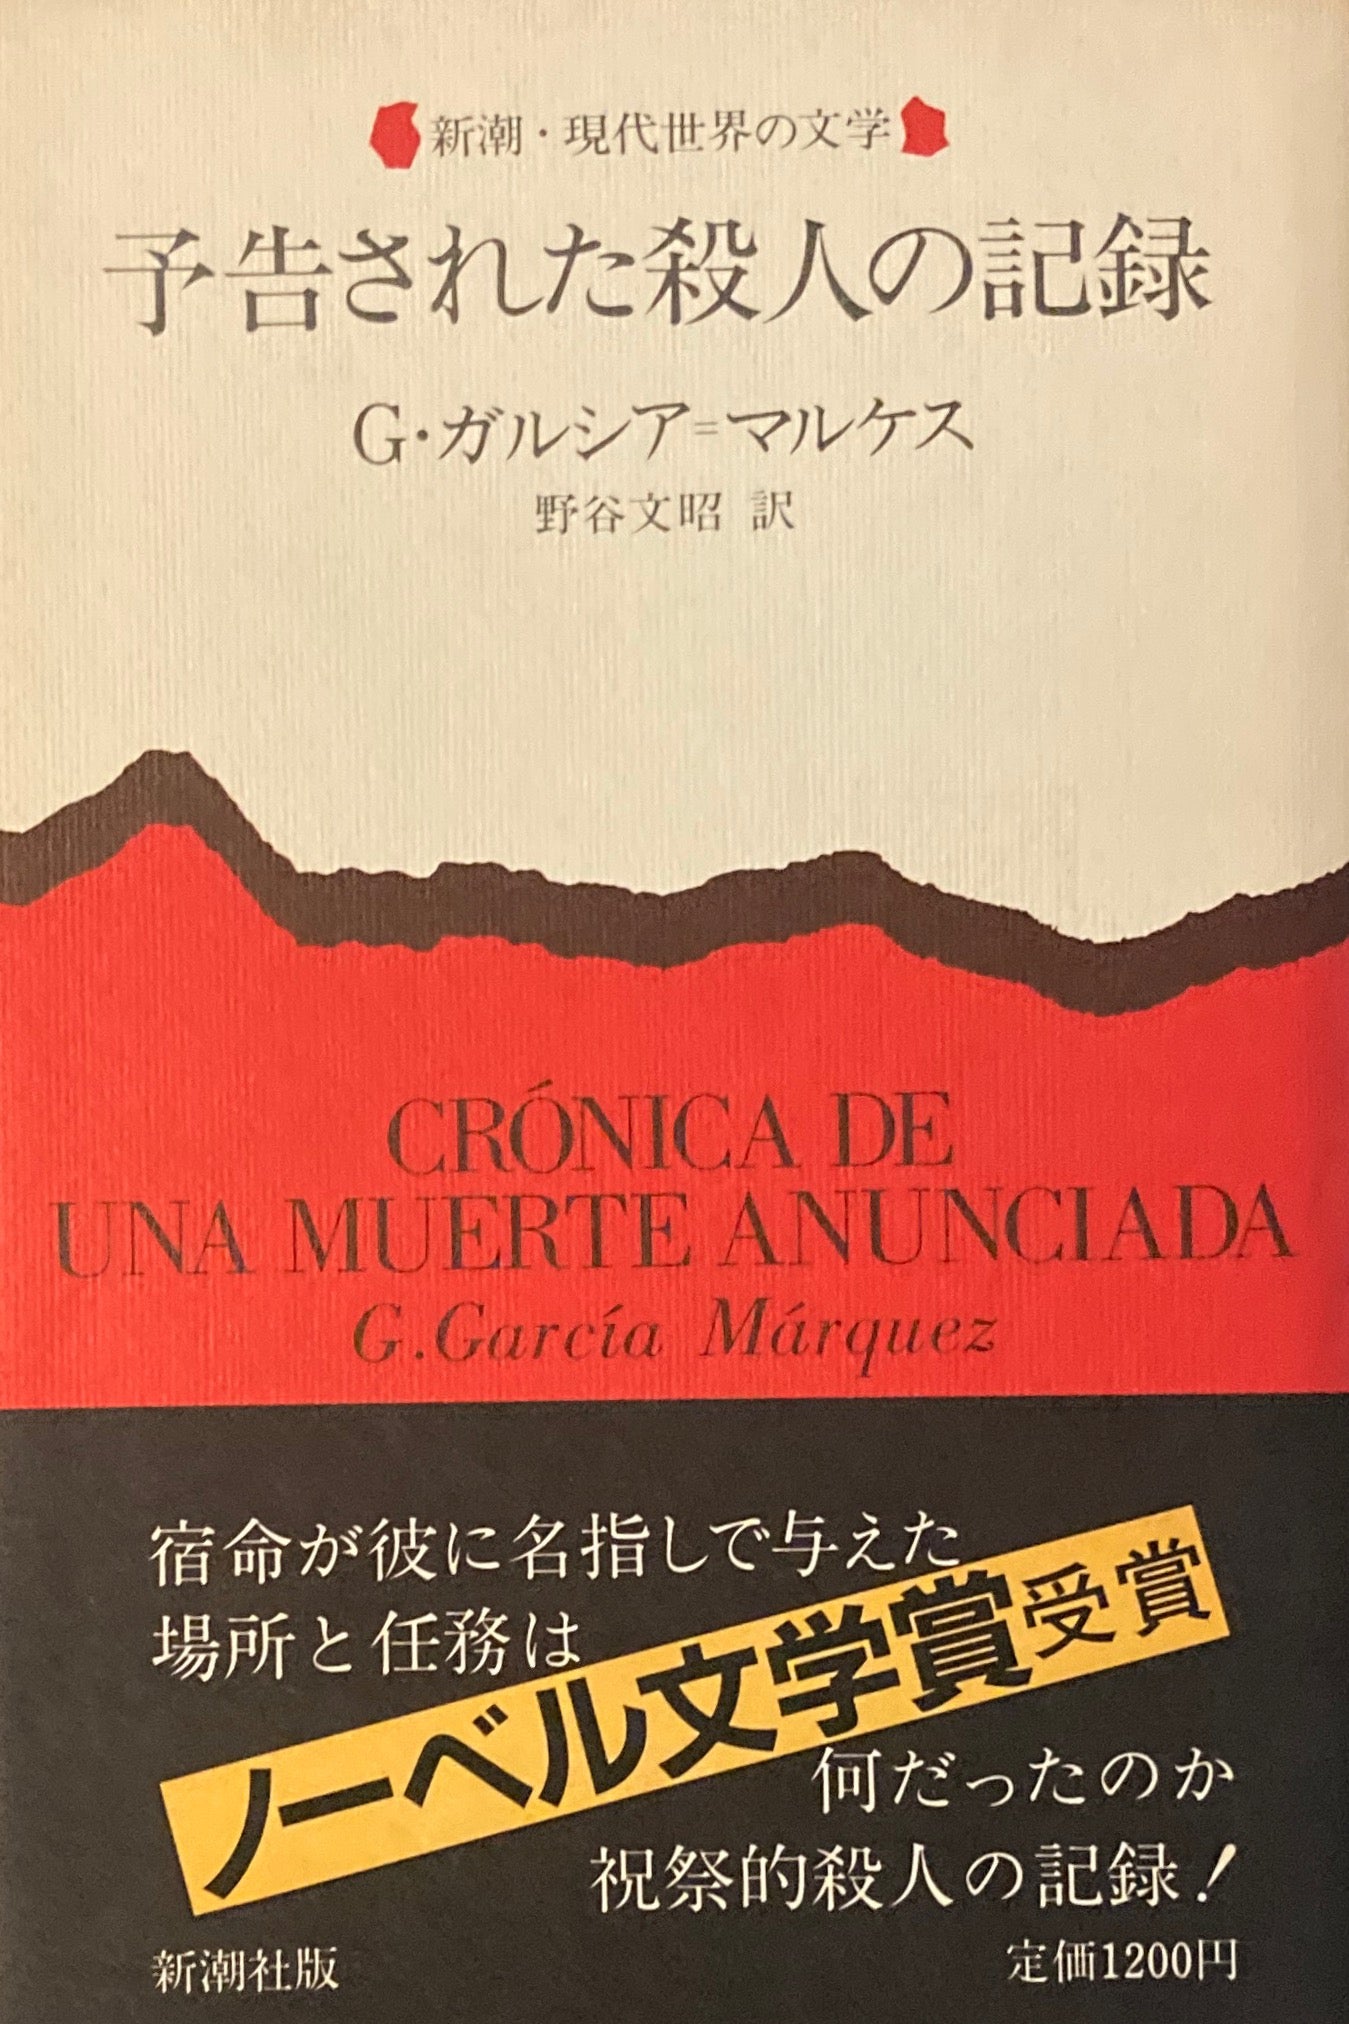 新潮・現代世界の文学
予告された殺人の記録
G・ガルシア=マルケス
野谷文昭 訳
CRÓNICA DE
UNA MUERTE ANUNCIADA
G.García Márquez
宿命が彼に名指しで与えた
場所と任務は
ノーベル文学賞受賞
何だったのか
祝祭的殺人の記録！
新潮社版
定価1200円